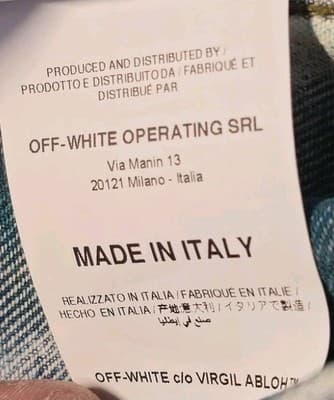 PRODUCED AND DISTRIBUTED BY /
PRODOTTO E DISTRIBUITO DA / FABRIQUÉ ET
DISTRIBUÉ PAR
OFF-WHITE OPERATING SRL
Via Manin 13
20121 Milano - Italia
MADE IN ITALY
REALIZZATO IN ITALIA / FABRIQUÉ EN ITALIE /
HECHO EN ITALIA / 产地意大利 / イタリアで製造 /
صنع في إيطاليا
OFF-WHITE c/o VIRGIL ABLOH™